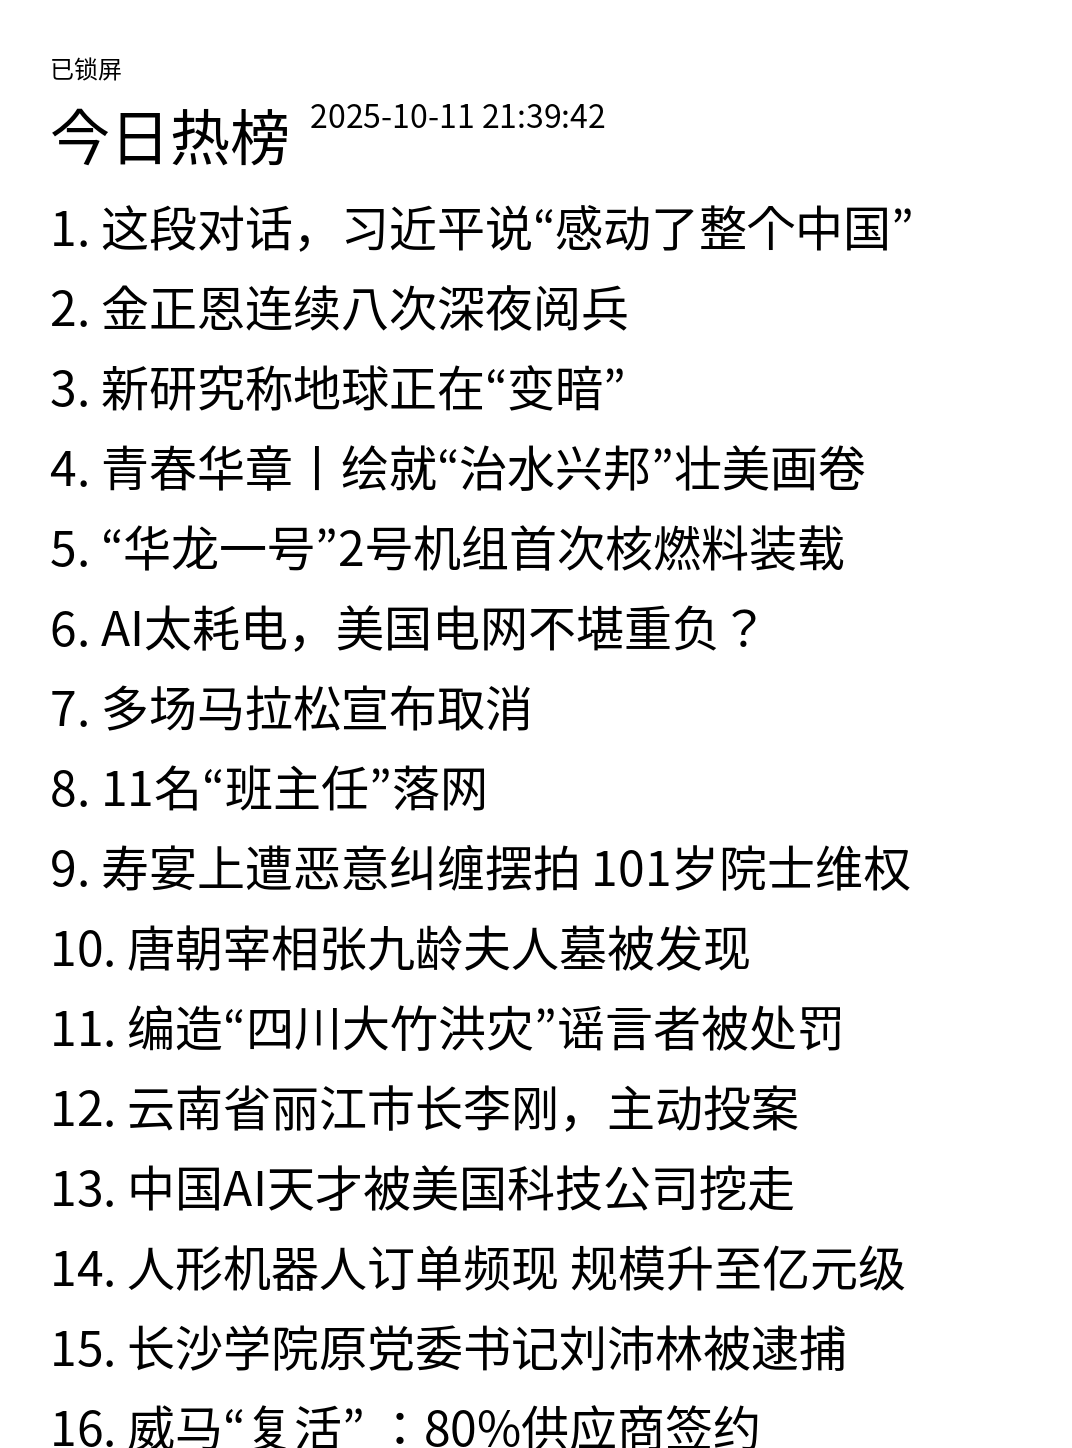 已锁屏
今日热榜 2025-10-11 21:39:42
1. 这段对话，习近平说“感动了整个中国”
2. 金正恩连续八次深夜阅兵
3. 新研究称地球正在“变暗”
4. 青春华章丨绘就“治水兴邦”壮美画卷
5. “华龙一号”2号机组首次核燃料装载
6. AI太耗电，美国电网不堪重负？
7. 多场马拉松宣布取消
8. 11名“班主任”落网
9. 寿宴上遭恶意纠缠摆拍 101岁院士维权
10. 唐朝宰相张九龄夫人墓被发现
11. 编造“四川大竹洪灾”谣言者被处罚
12. 云南省丽江市长李刚，主动投案
13. 中国AI天才被美国科技公司挖走
14. 人形机器人订单频现 规模升至亿元级
15. 长沙学院原党委书记刘沛林被逮捕
16. 威马“复活” ：80%供应商签约